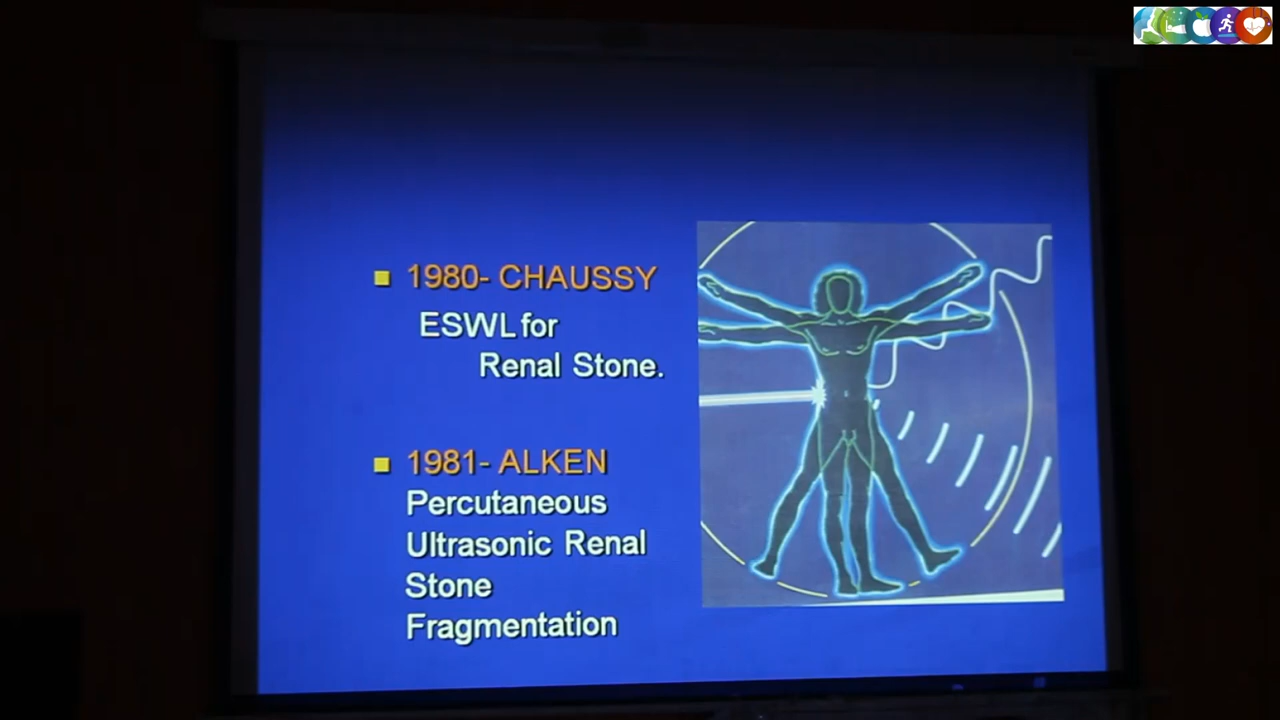 1980- CHAUSSY
ESWL for
Renal Stone.
1981- ALKEN
Percutaneous
Ultrasonic Renal
Stone
Fragmentation